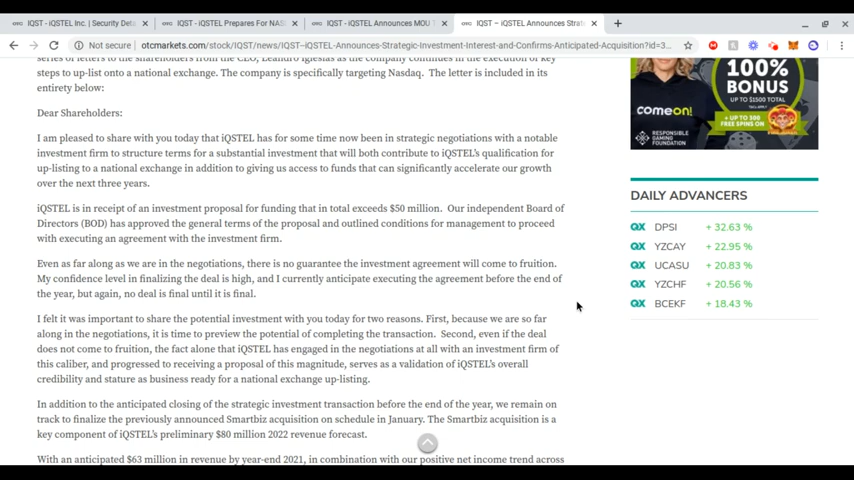 IQST - iQSTEL Inc. | Security Deta
IQST - iQSTEL Prepares For NAS
IQST - iQSTEL Announces MOU T
IQST – iQSTEL Announces Strat
Not secure | otcmarkets.com/stock/IQST/news/IQST--iQSTEL-Announces-Strategic-Investment-Interest-and-Confirms-Anticipated-Acquisition?id=3...
series of letters to the shareholders from the CEO, Leandro Iglesias as the company continues in the execution of key
steps to up-list onto a national exchange. The company is specifically targeting Nasdaq. The letter is included in its
entirety below:
Dear Shareholders:
I am pleased to share with you today that iQSTEL has for some time now been in strategic negotiations with a notable
investment firm to structure terms for a substantial investment that will both contribute to iQSTEL's qualification for
up-listing to a national exchange in addition to giving us access to funds that can significantly accelerate our growth
over the next three years.
iQSTEL is in receipt of an investment proposal for funding that in total exceeds $50 million. Our independent Board of
Directors (BOD) has approved the general terms of the proposal and outlined conditions for management to proceed
with executing an agreement with the investment firm.
Even as far along as we are in the negotiations, there is no guarantee the investment agreement will come to fruition.
My confidence level in finalizing the deal is high, and I currently anticipate executing the agreement before the end of
the year, but again, no deal is final until it is final.
I felt it was important to share the potential investment with you today for two reasons. First, because we are so far
along in the negotiations, it is time to preview the potential of completing the transaction. Second, even if the deal
does not come to fruition, the fact alone that iQSTEL has engaged in the negotiations at all with an investment firm of
this caliber, and progressed to receiving a proposal of this magnitude, serves as a validation of iQSTEL's overall
credibility and stature as business ready for a national exchange up-listing.
In addition to the anticipated closing of the strategic investment transaction before the end of the year, we remain on
track to finalize the previously announced Smartbiz acquisition on schedule in January. The Smartbiz acquisition is a
key component of iQSTEL's preliminary $80 million 2022 revenue forecast.
With an anticipated $63 million in revenue by year-end 2021, in combination with our positive net income trend across
100%
BONUS
UP TO $1500 TOTAL
+ UP TO 300
FREE SPINS ON
comeon!
RESPONSIBLE
GAMING
FOUNDATION
DAILY ADVANCERS
QX DPSI + 32.63 %
QX YZCAY + 22.95 %
QX UCASU + 20.83 %
QX YZCHF + 20.56 %
QX BCEKF + 18.43 %